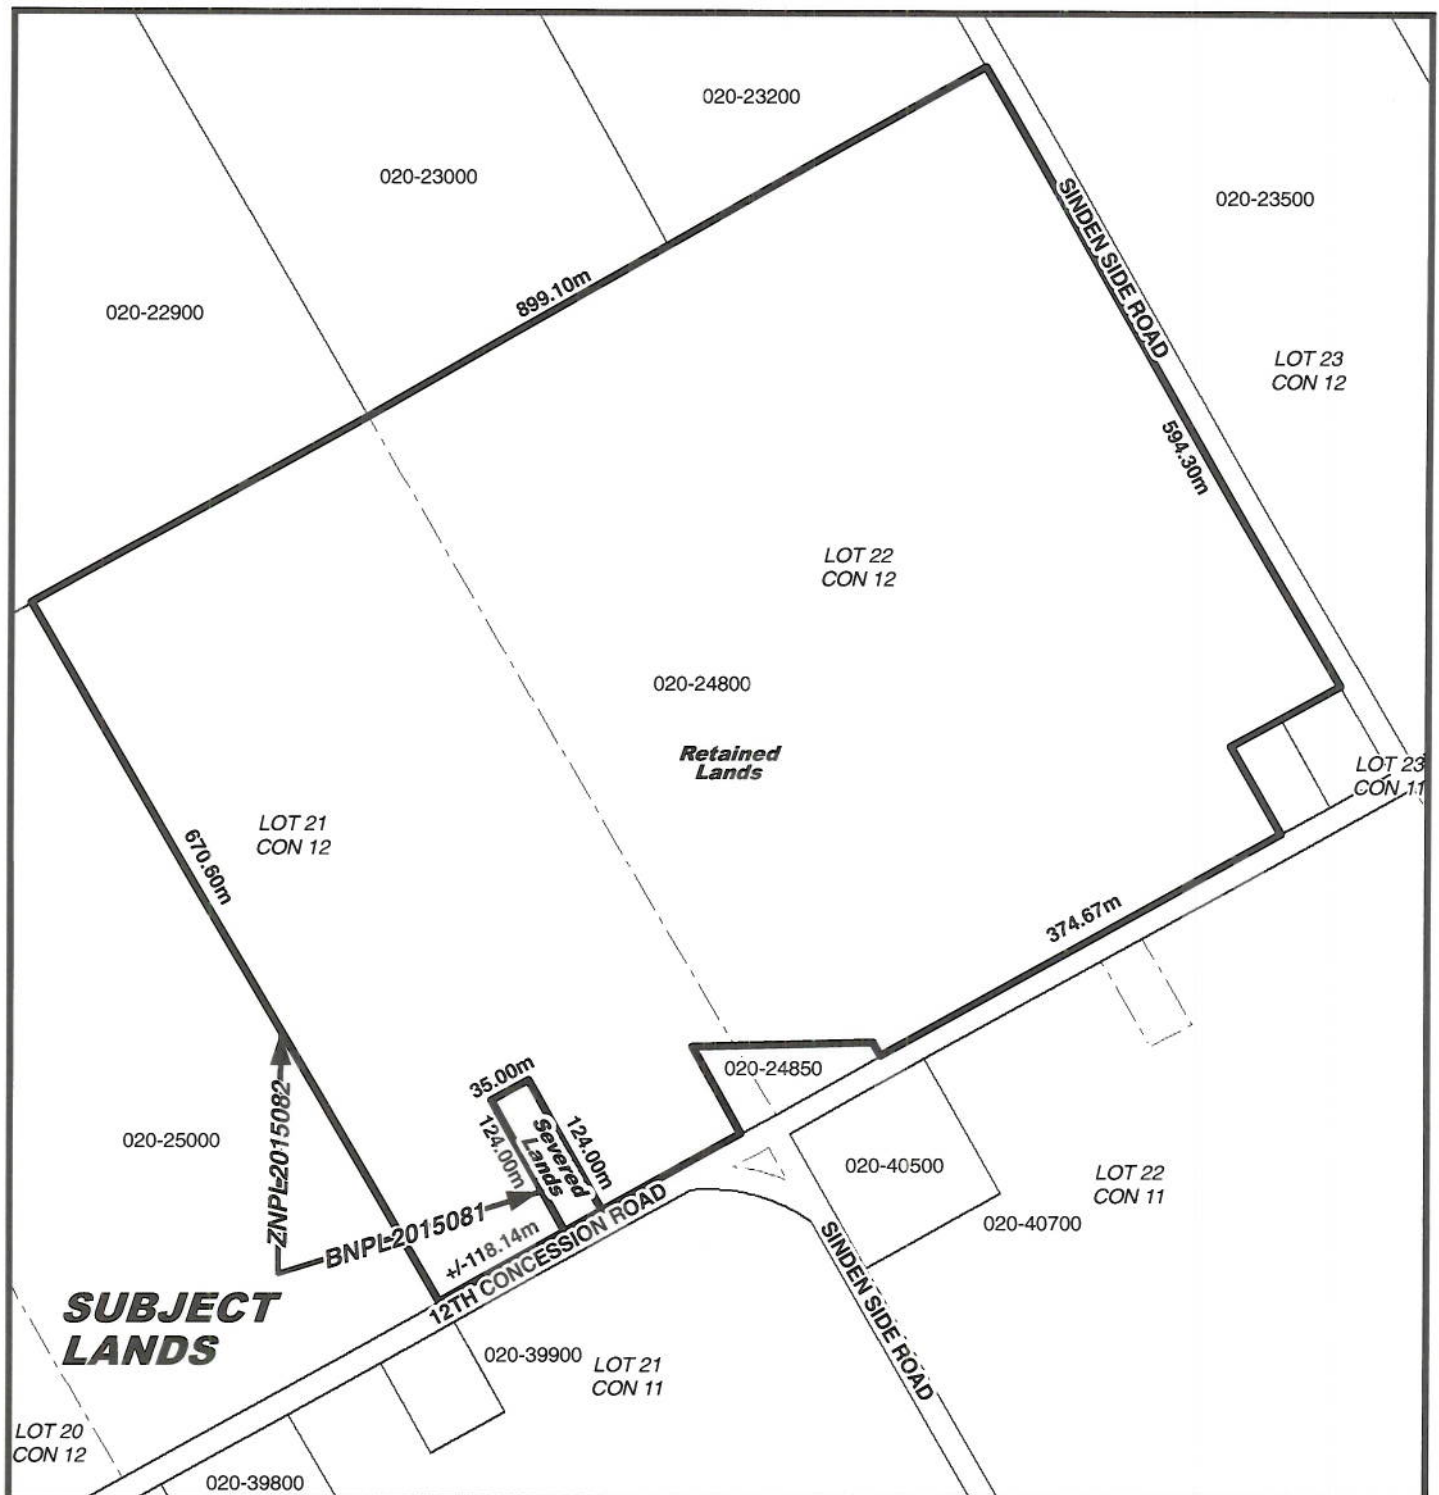 020-23200
020-23000
020-23500
SINDEN SIDE ROAD
899.10m
020-22900
LOT 23
CON 12
594.30m
LOT 22
CON 12
020-24800
Retained
Lands
LOT 23
CON 11
LOT 21
CON 12
670.60m
374.67m
020-24850
35.00m
124.00m
Severed
Lands
124.00m
020-25000
ZNPL2015082
020-40500
LOT 22
CON 11
020-40700
BNPL2015081
+/-118.14m
12TH CONCESSION ROAD
SINDEN SIDE ROAD
SUBJECT
LANDS
020-39900
LOT 21
CON 11
LOT 20
CON 12
020-39800